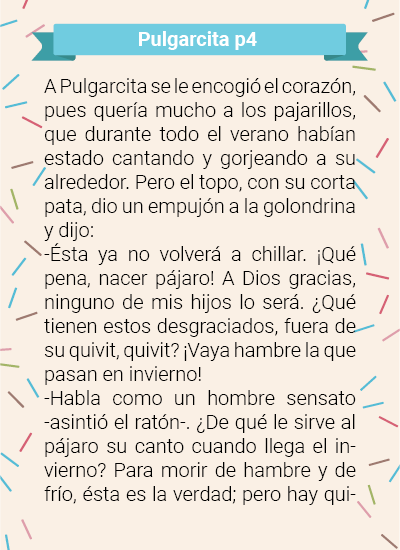 Pulgarcita p4
A Pulgarcita se le encogió el corazón,
pues quería mucho a los pajarillos,
que durante todo el verano habían
estado cantando y gorjeando a su
alrededor. Pero el topo, con su corta
pata, dio un empujón a la golondrina
y dijo:
-Ésta ya no volverá a chillar. ¡Qué
pena, nacer pájaro! A Dios gracias,
ninguno de mis hijos lo será. ¿Qué
tienen estos desgraciados, fuera de
su quivit, quivit? ¡Vaya hambre la que
pasan en invierno!
-Habla como un hombre sensato
-asintió el ratón-. ¿De qué le sirve al
pájaro su canto cuando llega el in-
vierno? Para morir de hambre y de
frío, ésta es la verdad; pero hay qui-